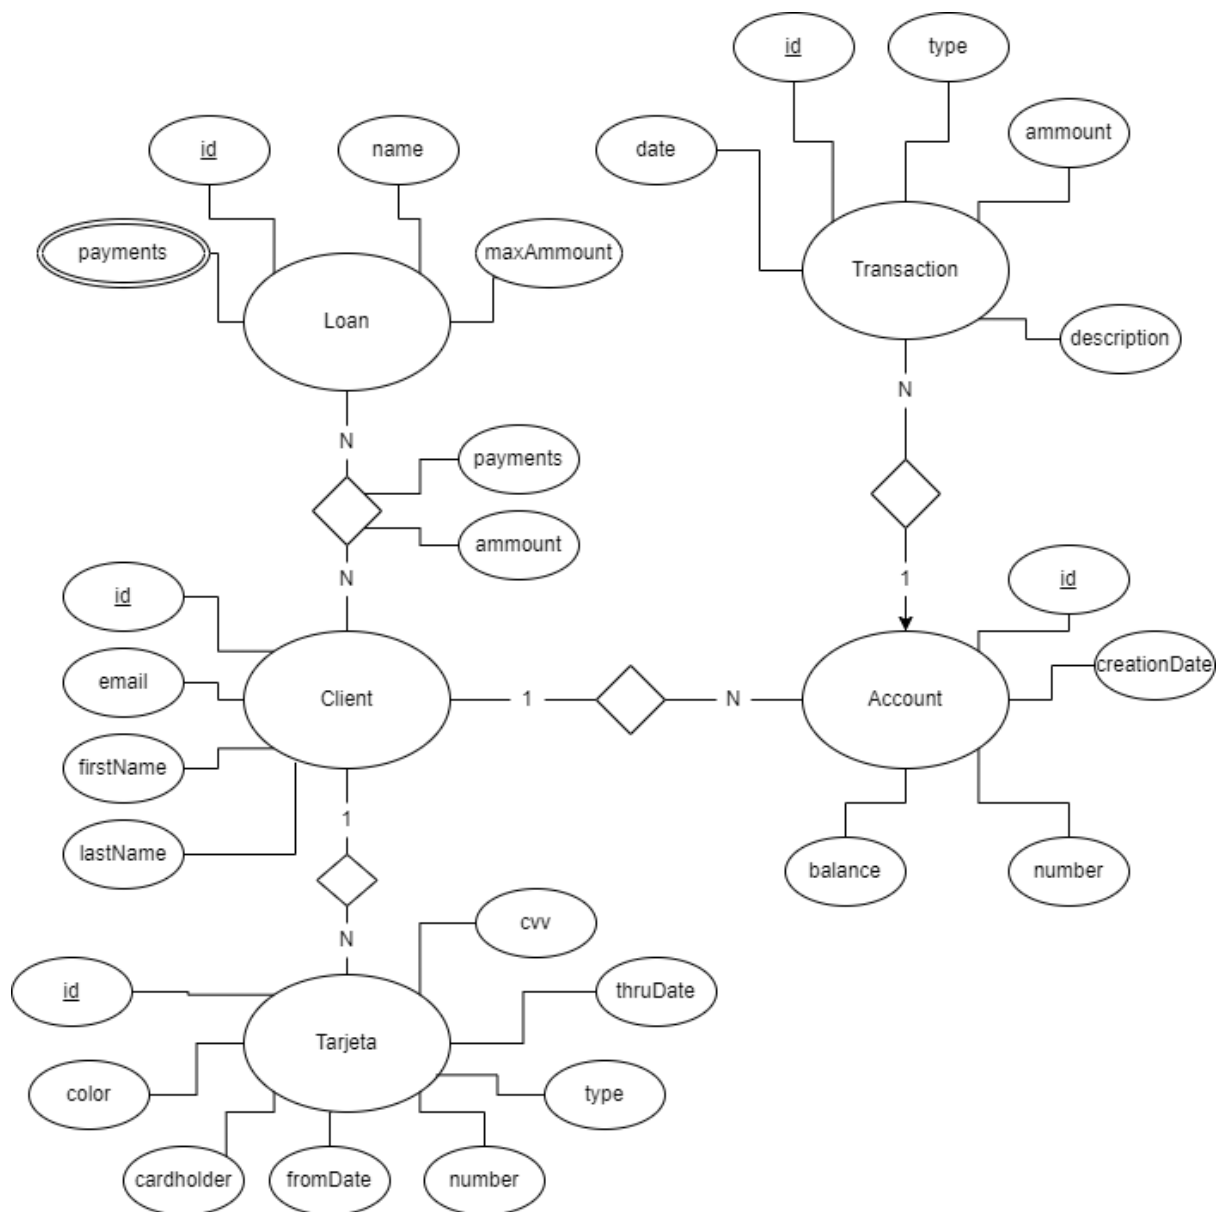 id
type
ammount
date
id
name
payments
maxAmmount
Loan
Transaction
description
N
N
payments
ammount
N
1
id
id
email
creationDate
Client
1
N
Account
firstName
lastName
1
balance
number
N
cvv
id
thruDate
Tarjeta
color
type
cardholder
fromDate
number